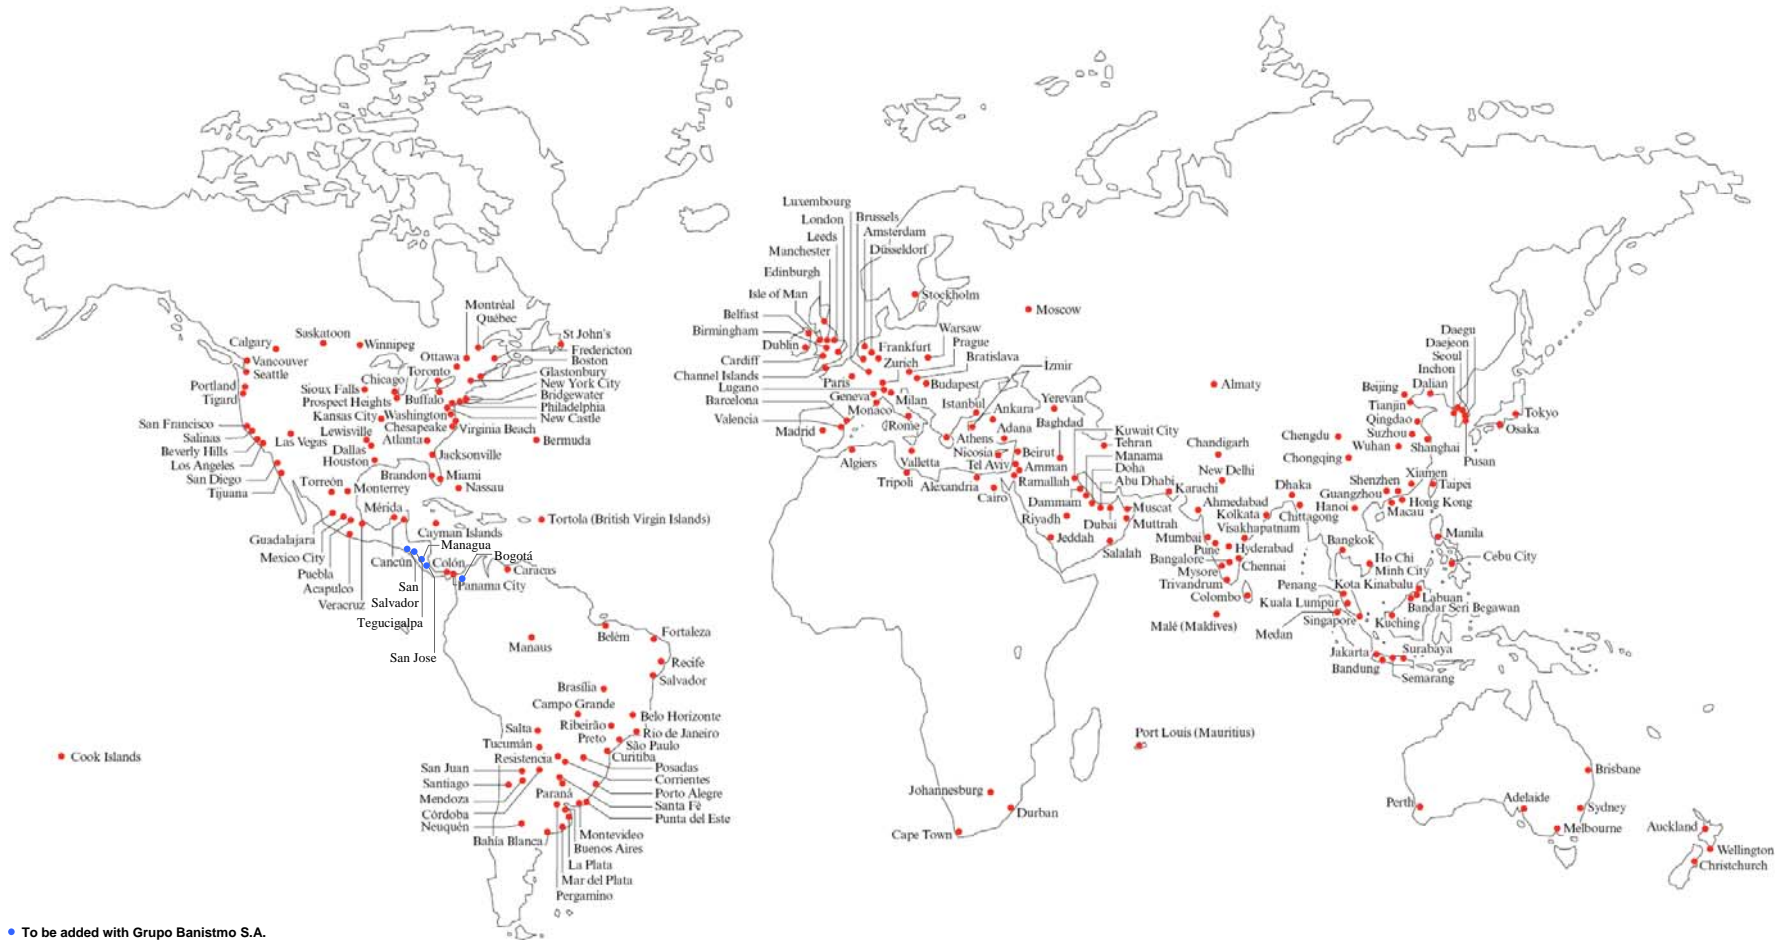 Luxembourg
London
Brussels
Leeds
Amsterdam
Manchester
Düsseldorf
Edinburgh
Isle of Man
Stockholm
Belfast
Moscow
Birmingham
Warsaw
Dublin
Frankfurt
Prague
Cardiff
Zurich
Bratislava
Channel Islands
Paris
Budapest
İzmir
Lugano
Geneva
Milan
Barcelona
Monaco
Istanbul
Ankara
Yerevan
Valencia
Rome
Adana
Baghdad
Madrid
Athens
Kuwait City
Nicosia
Beirut
Tehran
Algiers
Valletta
Tel Aviv
Amman
Manama
Tripoli
Alexandria
Ramallah
Doha
Cairo
Abu Dhabi
Dammam
Riyadh
Dubai
Muscat
Muttrah
Jeddah
Salalah
Montréal
Québec
St John's
Saskatoon
Calgary
Winnipeg
Fredericton
Vancouver
Ottawa
Boston
Seattle
Toronto
Glastonbury
Portland
Chicago
New York City
Tigard
Sioux Falls
Buffalo
Bridgewater
Prospect Heights
Philadelphia
Kansas City
Washington
New Castle
San Francisco
Chesapeake
Virginia Beach
Salinas
Las Vegas
Lewisville
Atlanta
Bermuda
Beverly Hills
Dallas
Jacksonville
Los Angeles
Houston
San Diego
Brandon
Miami
Tijuana
Torreón
Monterrey
Nassau
Mérida
Tortola (British Virgin Islands)
Guadalajara
Cayman Islands
Mexico City
Managua
Puebla
Cancún
Colón
Bogotá
Acapulco
San
Salvador
Panama City
Caracas
Veracruz
Tegucigalpa
San Jose
Belém
Fortaleza
Manaus
Recife
Salvador
Brasília
Campo Grande
Belo Horizonte
Salta
Ribeirão
Preto
Rio de Janeiro
Tucumán
São Paulo
Resistencia
Curitiba
San Juan
Posadas
Santiago
Corrientes
Mendoza
Paraná
Porto Alegre
Córdoba
Santa Fé
Neuquén
Punta del Este
Bahía Blanca
Montevideo
Buenos Aires
La Plata
Mar del Plata
Pergamino
Cook Islands
Almaty
Daegu
Daejeon
Seoul
Inchon
Beijing
Dalian
Tianjin
Tokyo
Qingdao
Osaka
Chengdu
Suzhou
Wuhan
Shanghai
Chandigarh
Chongqing
Pusan
New Delhi
Xiamen
Karachi
Dhaka
Shenzhen
Taipei
Ahmedabad
Guangzhou
Hong Kong
Kolkata
Chittagong
Hanoi
Macau
Visakhapatnam
Mumbai
Bangkok
Manila
Pune
Hyderabad
Bangalore
Chennai
Ho Chi
Minh City
Cebu City
Mysore
Trivandrum
Penang
Kota Kinabalu
Colombo
Kuala Lumpur
Labuan
Bandar Seri Begawan
Malé (Maldives)
Singapore
Kuching
Medan
Jakarta
Surabaya
Bandung
Semarang
Port Louis (Mauritius)
Johannesburg
Durban
Cape Town
Brisbane
Perth
Adelaide
Sydney
Melbourne
Auckland
Wellington
Christchurch
To be added with Grupo Banistmo S.A.